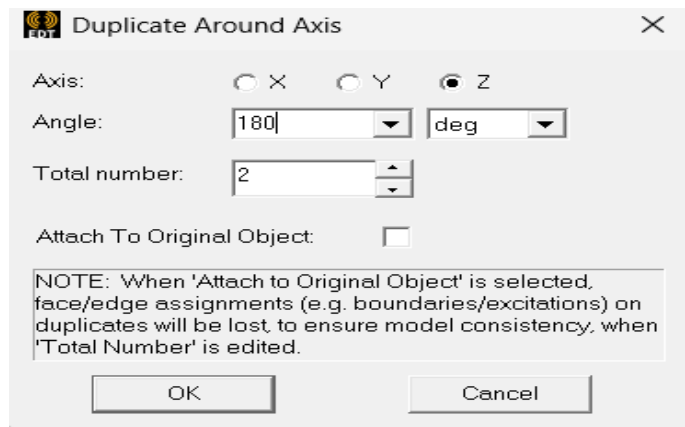 EDT Duplicate Around Axis
Axis: X Y Z
Angle: 180 deg
Total number: 2
Attach To Original Object:
NOTE: When 'Attach to Original Object' is selected,
face/edge assignments (e.g. boundaries/excitations) on
duplicates will be lost, to ensure model consistency, when
'Total Number' is edited.
OK Cancel